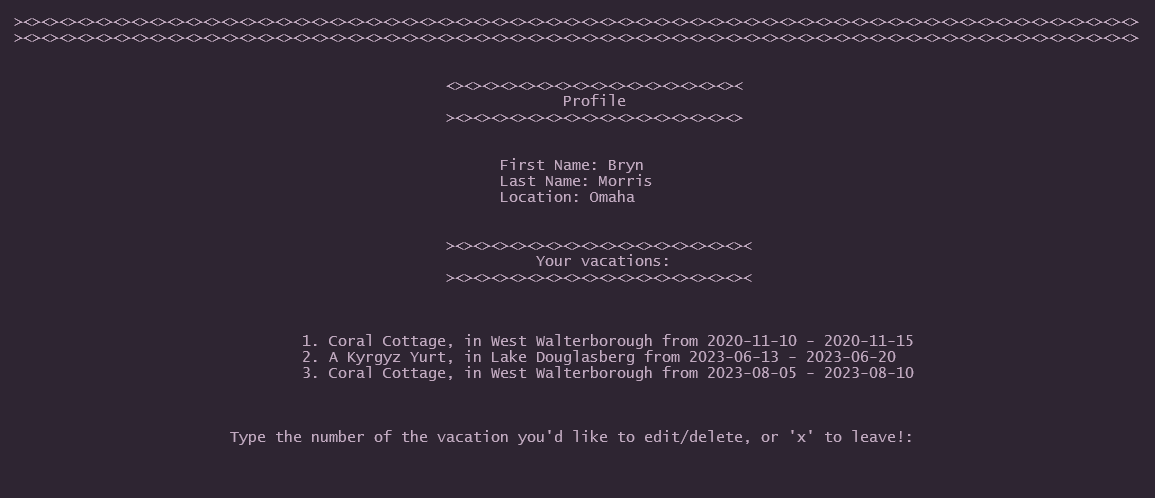 ><><><><><><><><><><><><><><><><><><><><><><><><><><><><><><><><><><><><><><><><><><><><><><><><><><><><><><><><><><><><><><>
><><><><><><><><><><><><><><><><><><><><><><><><><><><><><><><><><><><><><><><><><><><><><><><><><><><><><><><><><><><><><><>
<><><><><><><><><><><><><><><><><
Profile
><><><><><><><><><><><><><><><><>
First Name: Bryn
Last Name: Morris
Location: Omaha
><><><><><><><><><><><><><><><><><
Your vacations:
><><><><><><><><><><><><><><><><><
1. Coral Cottage, in West Walterborough from 2020-11-10 - 2020-11-15
2. A Kyrgyz Yurt, in Lake Douglasberg from 2023-06-13 - 2023-06-20
3. Coral Cottage, in West Walterborough from 2023-08-05 - 2023-08-10
Type the number of the vacation you'd like to edit/delete, or 'x' to leave!: